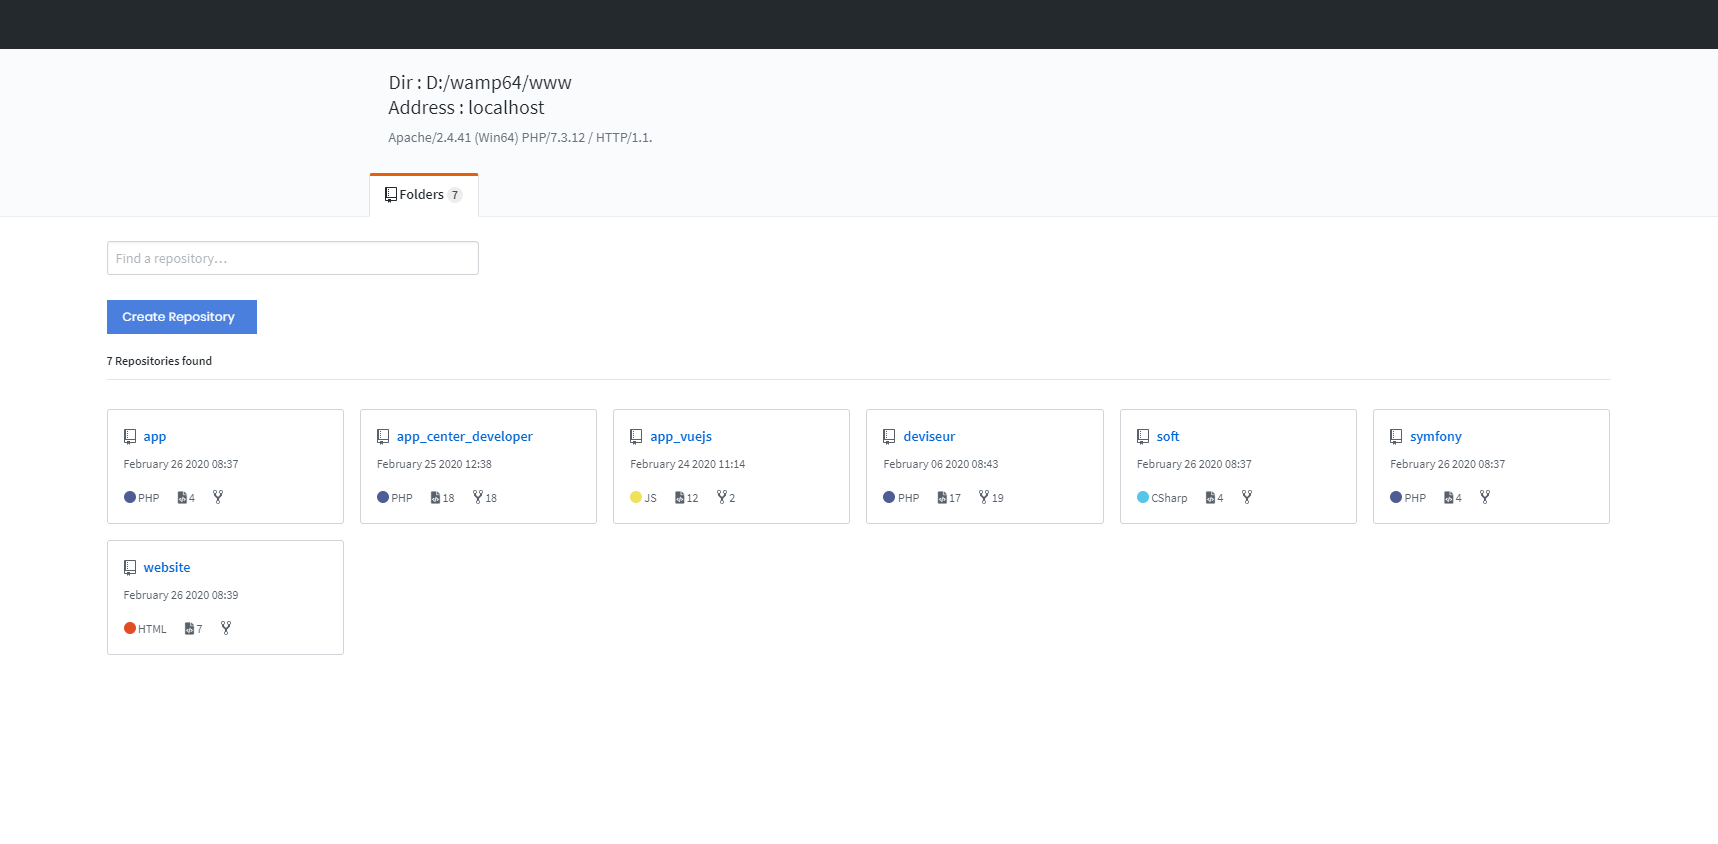 Dir : D:/wamp64/www
Address : localhost
Apache/2.4.41 (Win64) PHP/7.3.12 / HTTP/1.1.
Folders 7
Find a repository…
Create Repository
7 Repositories found
app
February 26 2020 08:37
PHP 4
app_center_developer
February 25 2020 12:38
PHP 18 18
app_vuejs
February 24 2020 11:14
JS 12 2
deviseur
February 06 2020 08:43
PHP 17 19
soft
February 26 2020 08:37
CSharp 4
symfony
February 26 2020 08:37
PHP 4
website
February 26 2020 08:39
HTML 7